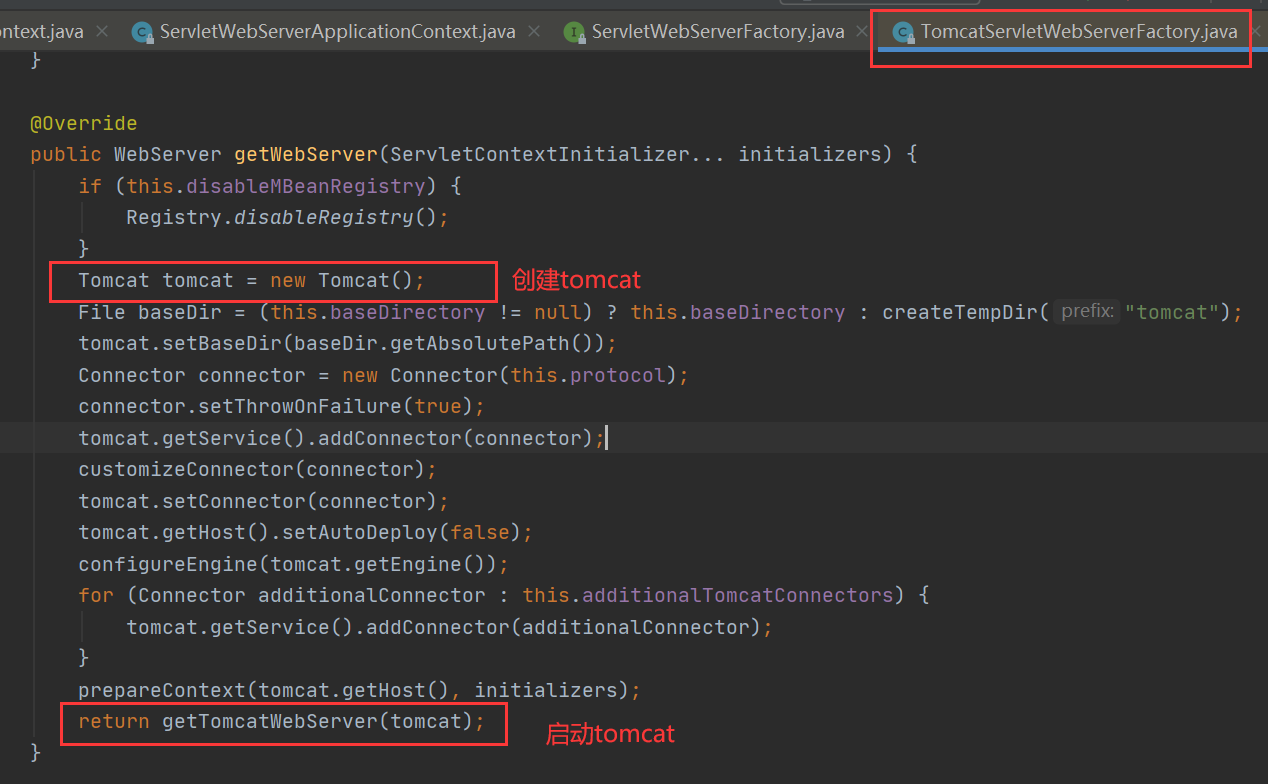 ntext.java ServletWebServerApplicationContext.java ServletWebServerFactory.java TomcatServletWebServerFactory.java
}
@Override
public WebServer getWebServer(ServletContextInitializer... initializers) {
if (this.disableMBeanRegistry) {
Registry.disableRegistry();
}
Tomcat tomcat = new Tomcat(); 创建tomcat
File baseDir = (this.baseDirectory != null) ? this.baseDirectory : createTempDir( prefix: "tomcat");
tomcat.setBaseDir(baseDir.getAbsolutePath());
Connector connector = new Connector(this.protocol);
connector.setThrowOnFailure(true);
tomcat.getService().addConnector(connector);
customizeConnector(connector);
tomcat.setConnector(connector);
tomcat.getHost().setAutoDeploy(false);
configureEngine(tomcat.getEngine());
for (Connector additionalConnector : this.additionalTomcatConnectors) {
tomcat.getService().addConnector(additionalConnector);
}
prepareContext(tomcat.getHost(), initializers);
return getTomcatWebServer(tomcat); 启动tomcat
}